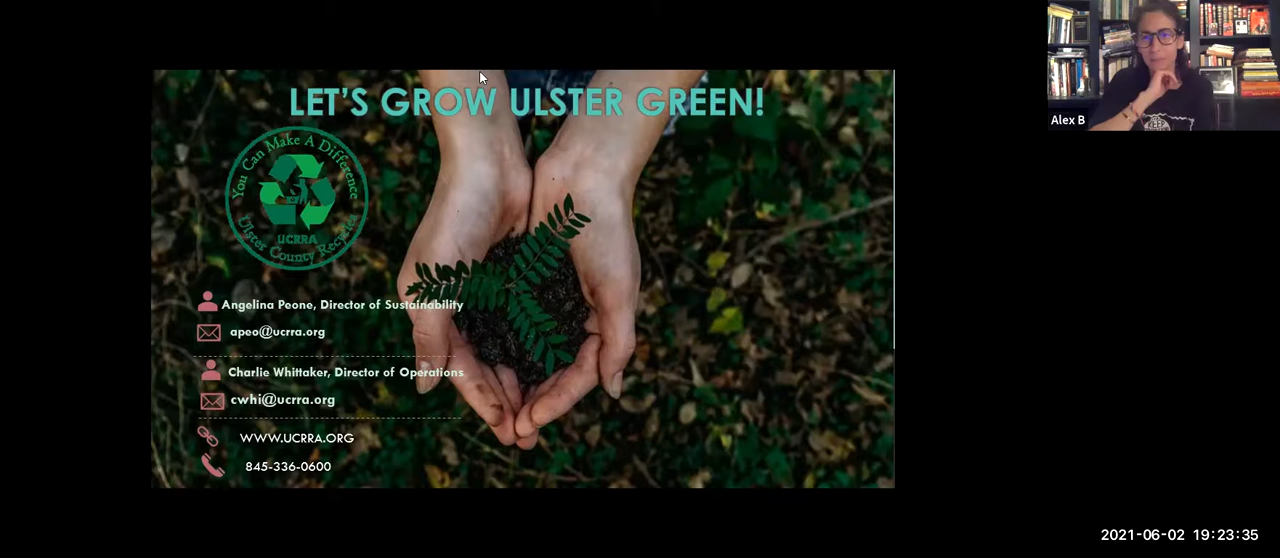 LET'S GROW ULSTER GREEN!
You Can Make A Difference
UCRRA
Ulster County Recycles
Angelina Peone, Director of Sustainability
apeo@ucrra.org
Charlie Whittaker, Director of Operations
cwhi@ucrra.org
WWW.UCRRA.ORG
845-336-0600
Alex B
2021-06-02 19:23:35